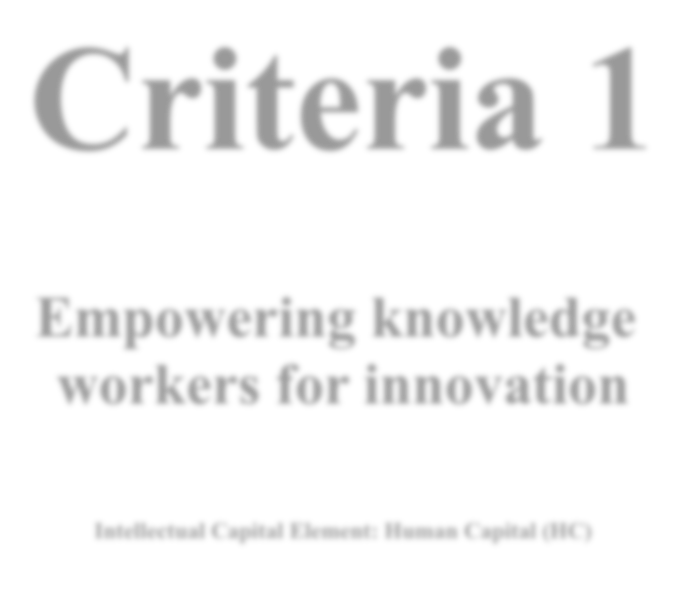 Criteria 1
Empowering knowledge
workers for innovation
Intellectual Capital Element: Human Capital (HC)